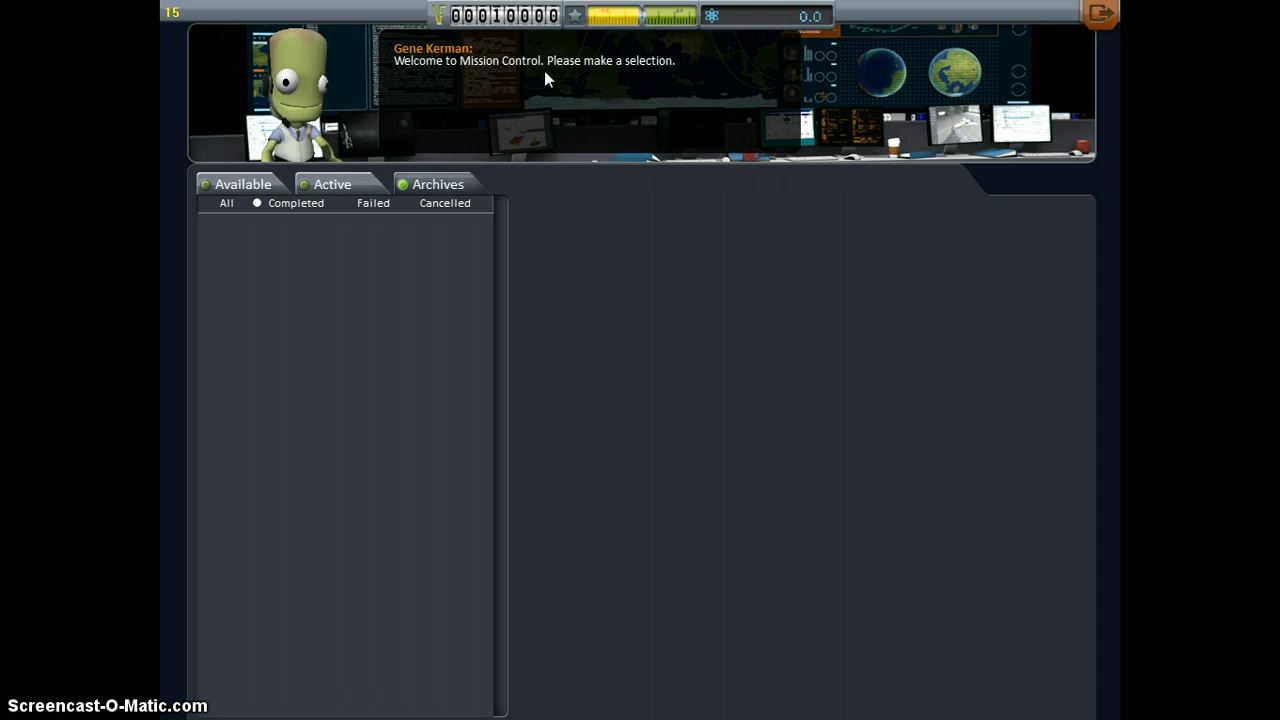 15
00010000
0.0
Gene Kerman:
Welcome to Mission Control. Please make a selection.
Available Active Archives
All Completed Failed Cancelled
Screencast-O-Matic.com